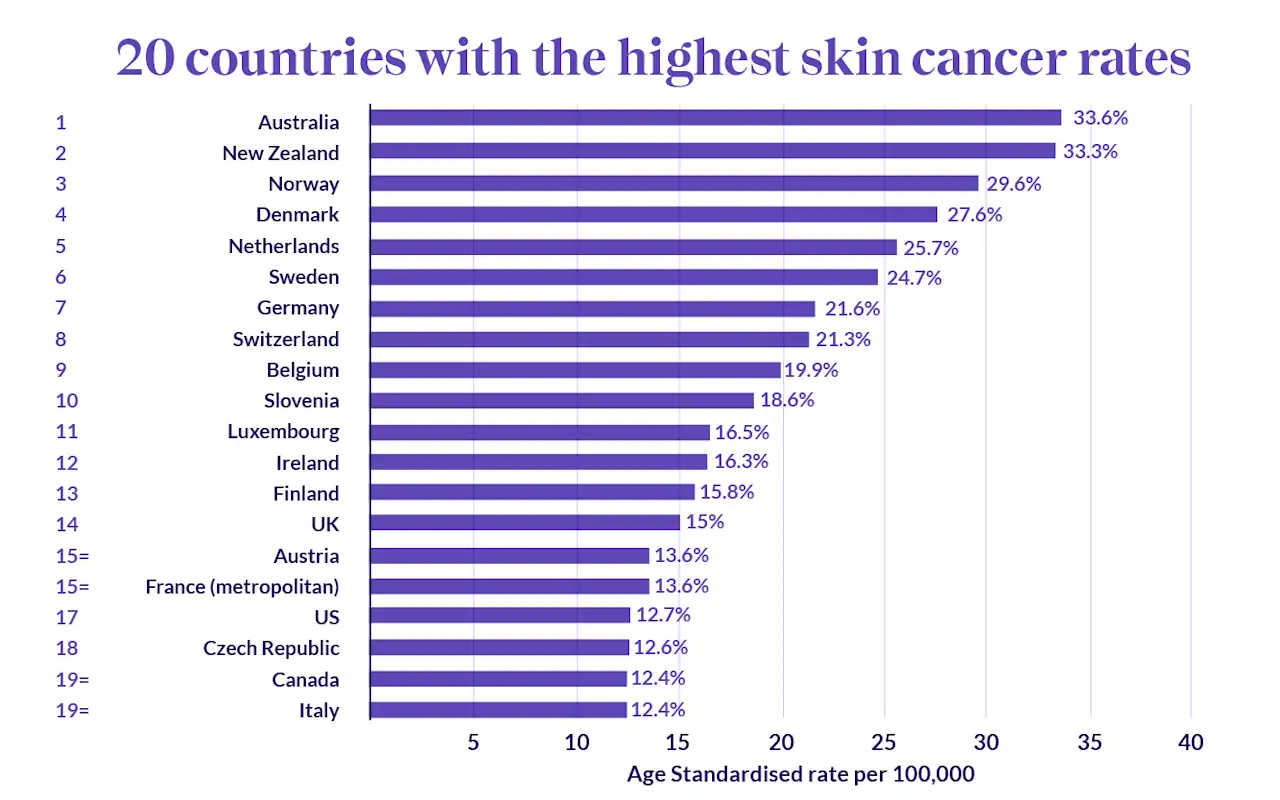 20 countries with the highest skin cancer rates
1 Australia 33.6%
2 New Zealand 33.3%
3 Norway 29.6%
4 Denmark 27.6%
5 Netherlands 25.7%
6 Sweden 24.7%
7 Germany 21.6%
8 Switzerland 21.3%
9 Belgium 19.9%
10 Slovenia 18.6%
11 Luxembourg 16.5%
12 Ireland 16.3%
13 Finland 15.8%
14 UK 15%
15= Austria 13.6%
15= France (metropolitan) 13.6%
17 US 12.7%
18 Czech Republic 12.6%
19= Canada 12.4%
19= Italy 12.4%
5 10 15 20 25 30 35 40
Age Standardised rate per 100,000